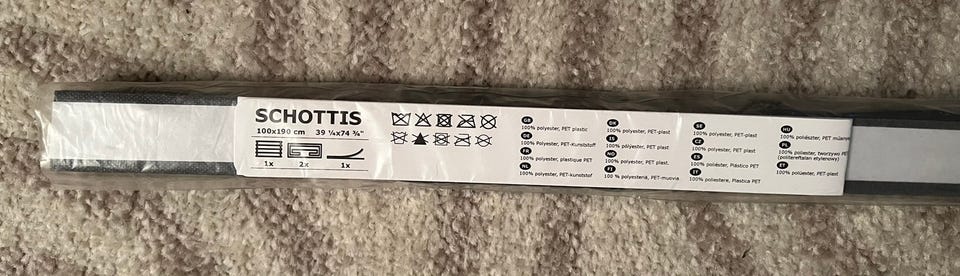 SCHOTTIS
100x190 cm 39 ¼x74 ¾"
1x 2x 1x
GB
100% polyester, PET plastic
DE
100% polyester, PET-Kunststoff
FR
100% polyester, plastique PET
NL
100% polyester, PET-kunststof
DK
100% polyester, PET-plast
IS
100% pólýester, PET plast
NO
100% polyester, PET plast.
FI
100 % polyesteriä, PET-muovia
SE
100% polyester, PET-plast
CZ
100% polyester, PET-plast
ES
100% poliéster, Plástico PET
IT
100% poliestere, Plastica PET
HU
100% poliészter, PET
PL
100% poliester, tworzywo
(politereftalan etylenowy)
100% polüester, PET-plast